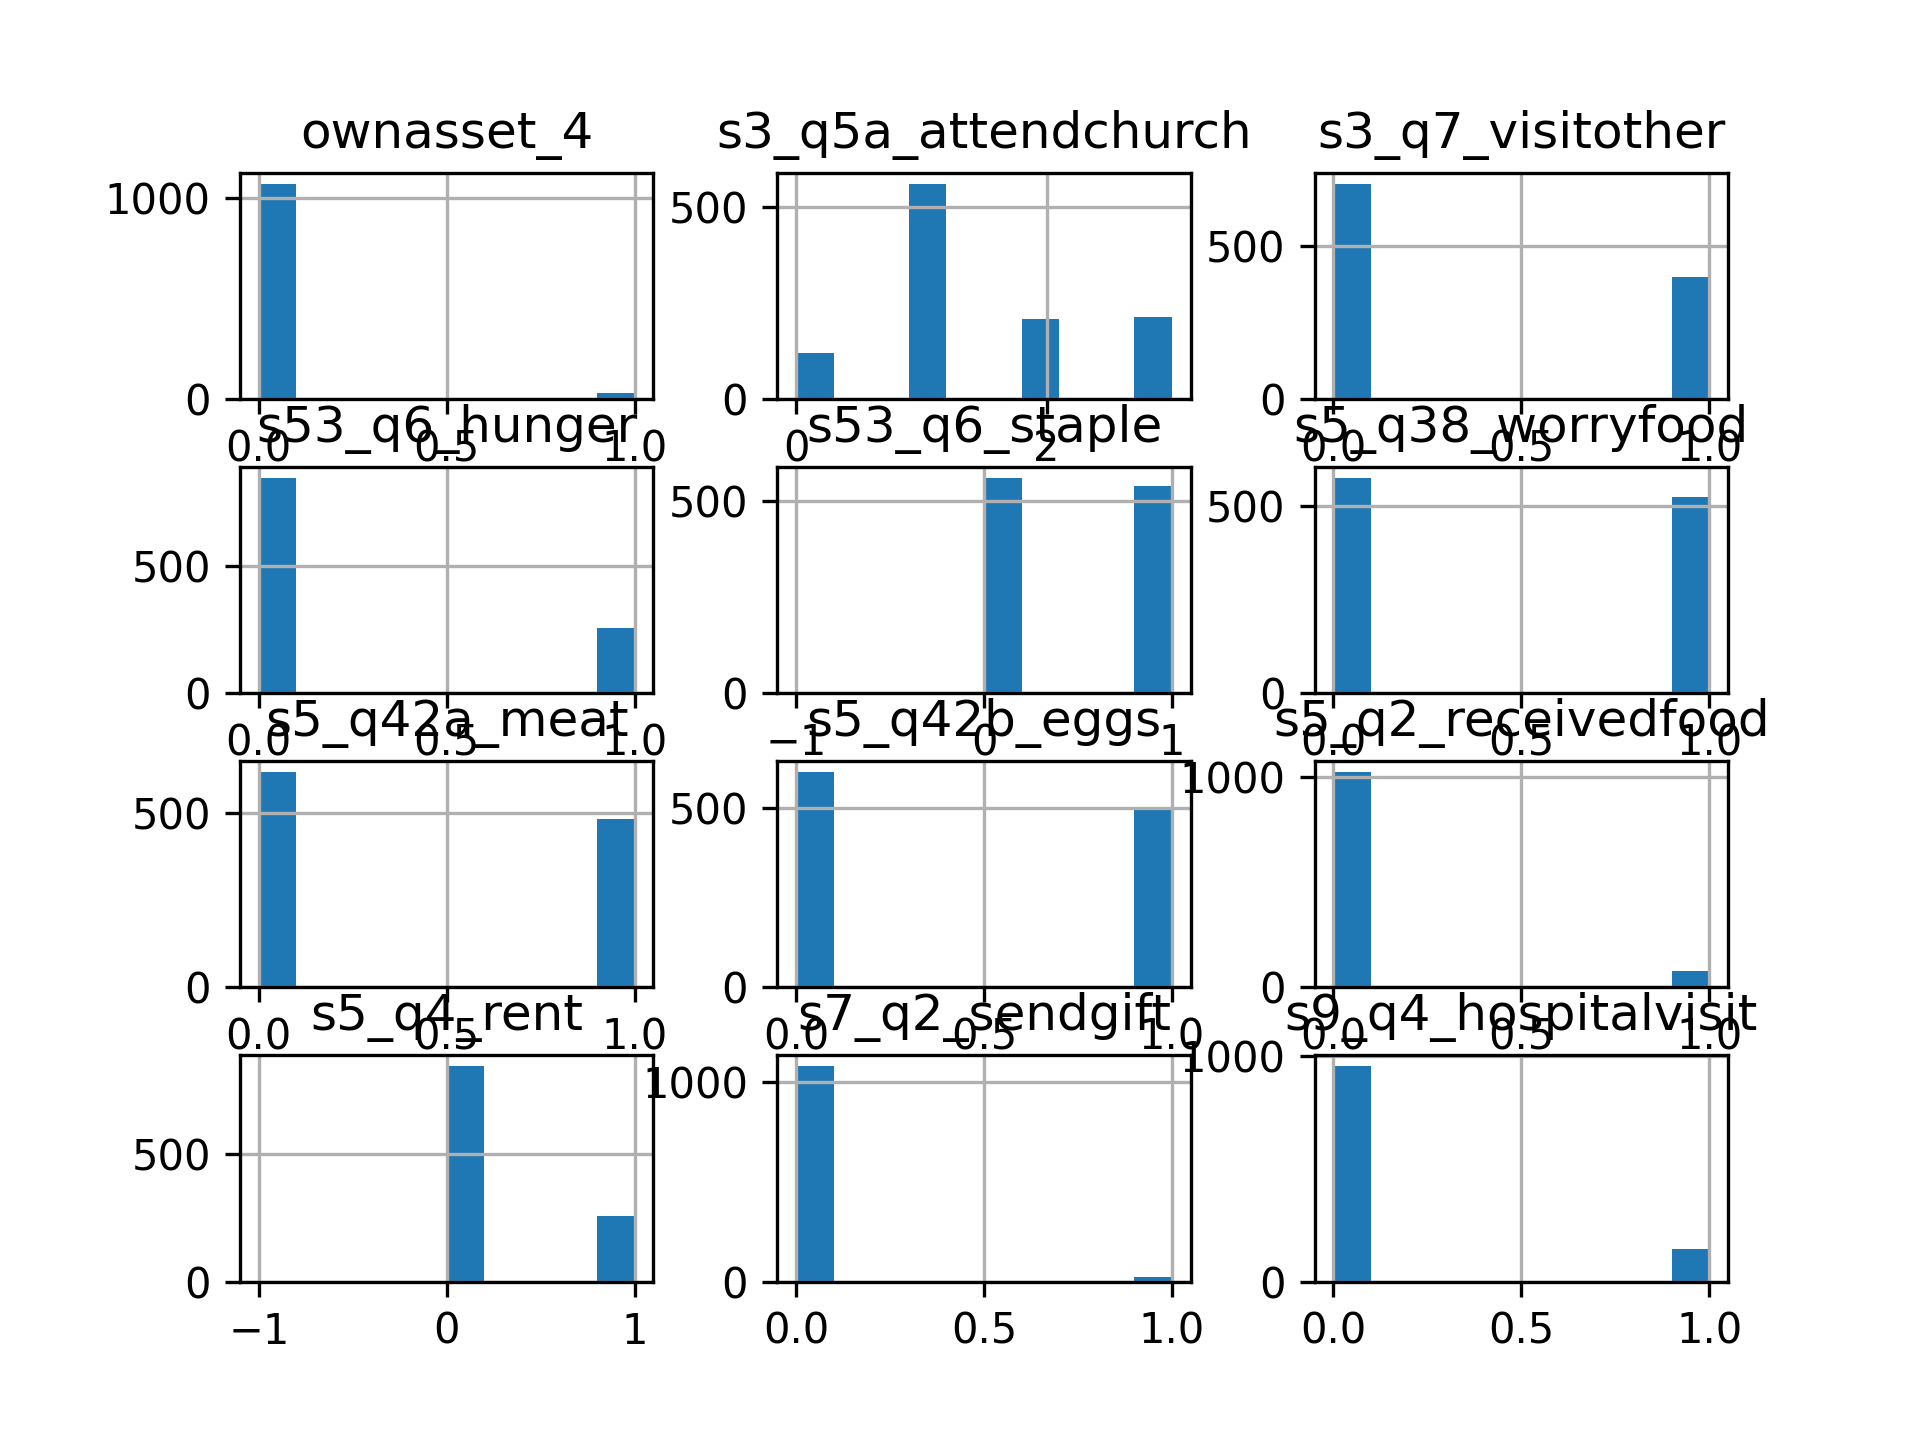 ownasset_4 s3_q5a_attendchurch s3_q7_visitother
1000 500 500
0 0 0
0.0 0.5 1.0 0 2 0.0 0.5 1.0
s53_q6_hunger s53_q6_staple s5_q38_worryfood
500 500 500
0 0 0
0.0 0.5 1.0 −1 0 1 0.0 0.5 1.0
s5_q42a_meat s5_q42b_eggs s5_q2_receivedfood
500 500 1000
0 0 0
0.0 0.5 1.0 0.0 0.5 1.0 0.0 0.5 1.0
s5_q4_rent s7_q2_sendgift s9_q4_hospitalvisit
500 1000 1000
0 0 0
−1 0 1 0.0 0.5 1.0 0.0 0.5 1.0